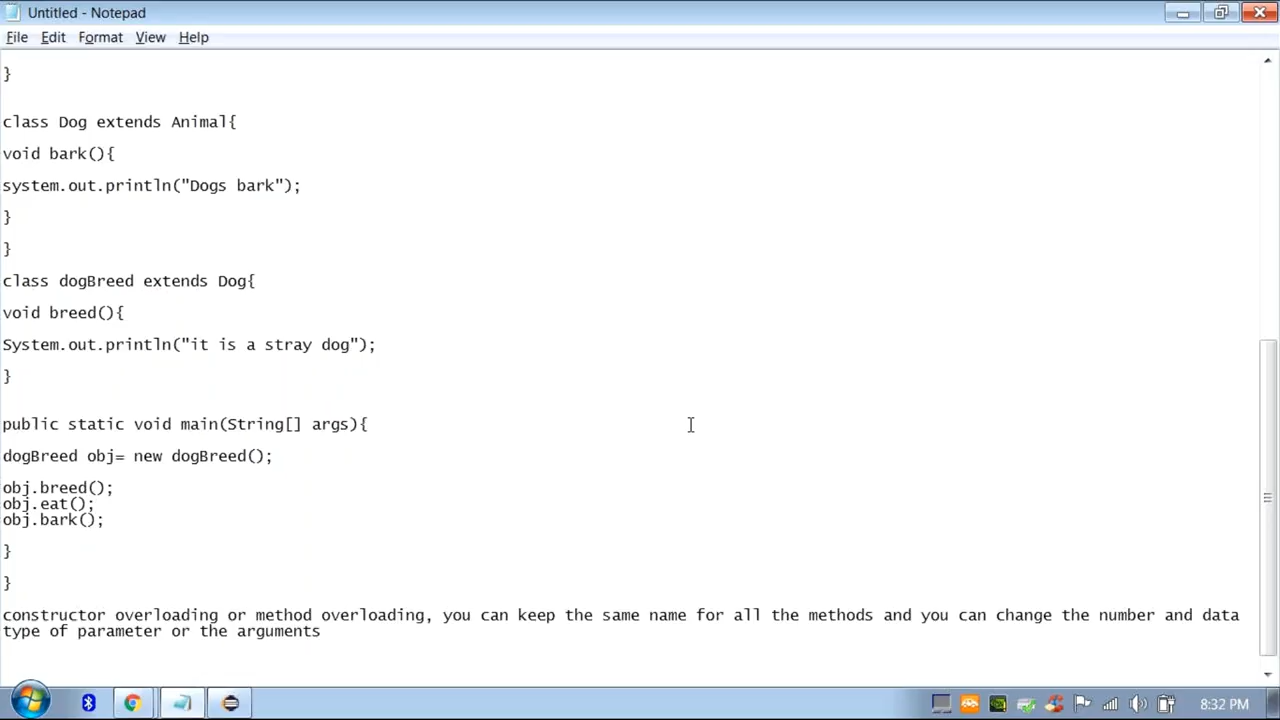 Untitled - Notepad
File Edit Format View Help
}
class Dog extends Animal{
void bark(){
system.out.println("Dogs bark");
}
}
class dogBreed extends Dog{
void breed(){
System.out.println("it is a stray dog");
}
public static void main(String[] args){
dogBreed obj= new dogBreed();
obj.breed();
obj.eat();
obj.bark();
}
}
constructor overloading or method overloading, you can keep the same name for all the methods and you can change the number and data
type of parameter or the arguments
8:32 PM